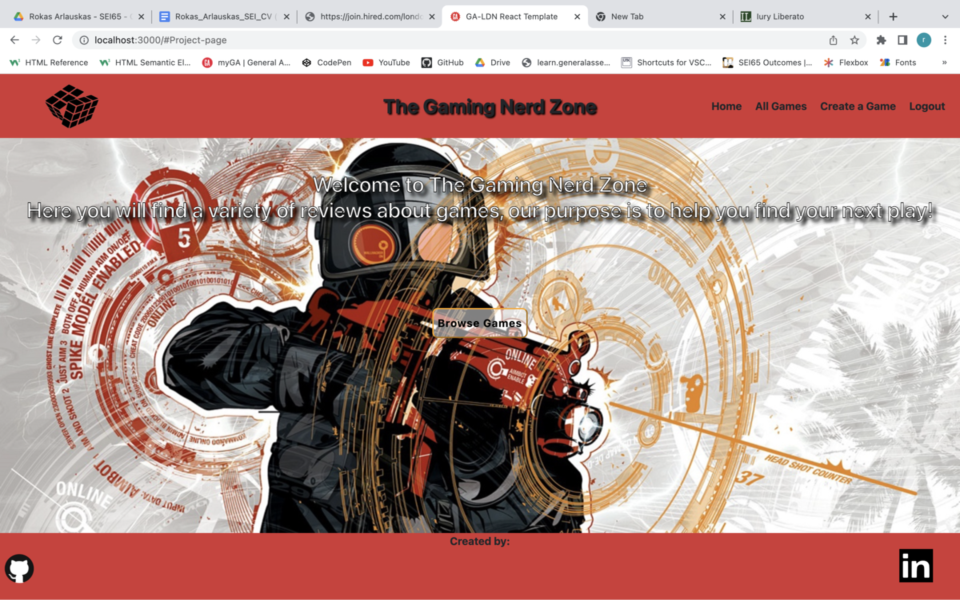 Rokas Arlauskas - SEI65 -
Rokas_Arlauskas_SEI_CV
https://join.hired.com/lond
GA-LDN React Template
New Tab
Iury Liberato
localhost:3000/#Project-page
HTML Reference
HTML Semantic El...
myGA | General A...
CodePen
YouTube
GitHub
Drive
learn.generalasse...
Shortcuts for VSC...
SEI65 Outcomes |...
Flexbox
Fonts
»
The Gaming Nerd Zone
Home
All Games
Create a Game
Logout
Welcome to The Gaming Nerd Zone
Here you will find a variety of reviews about games, our purpose is to help you find your next play!
5
SPIKE MODEL ENABLED
ONLINE
Browse Games
ONLINE
AIMBOT
HEAD SHOT COUNTER
37
AIMBOT
ONLINE
Created by:
in